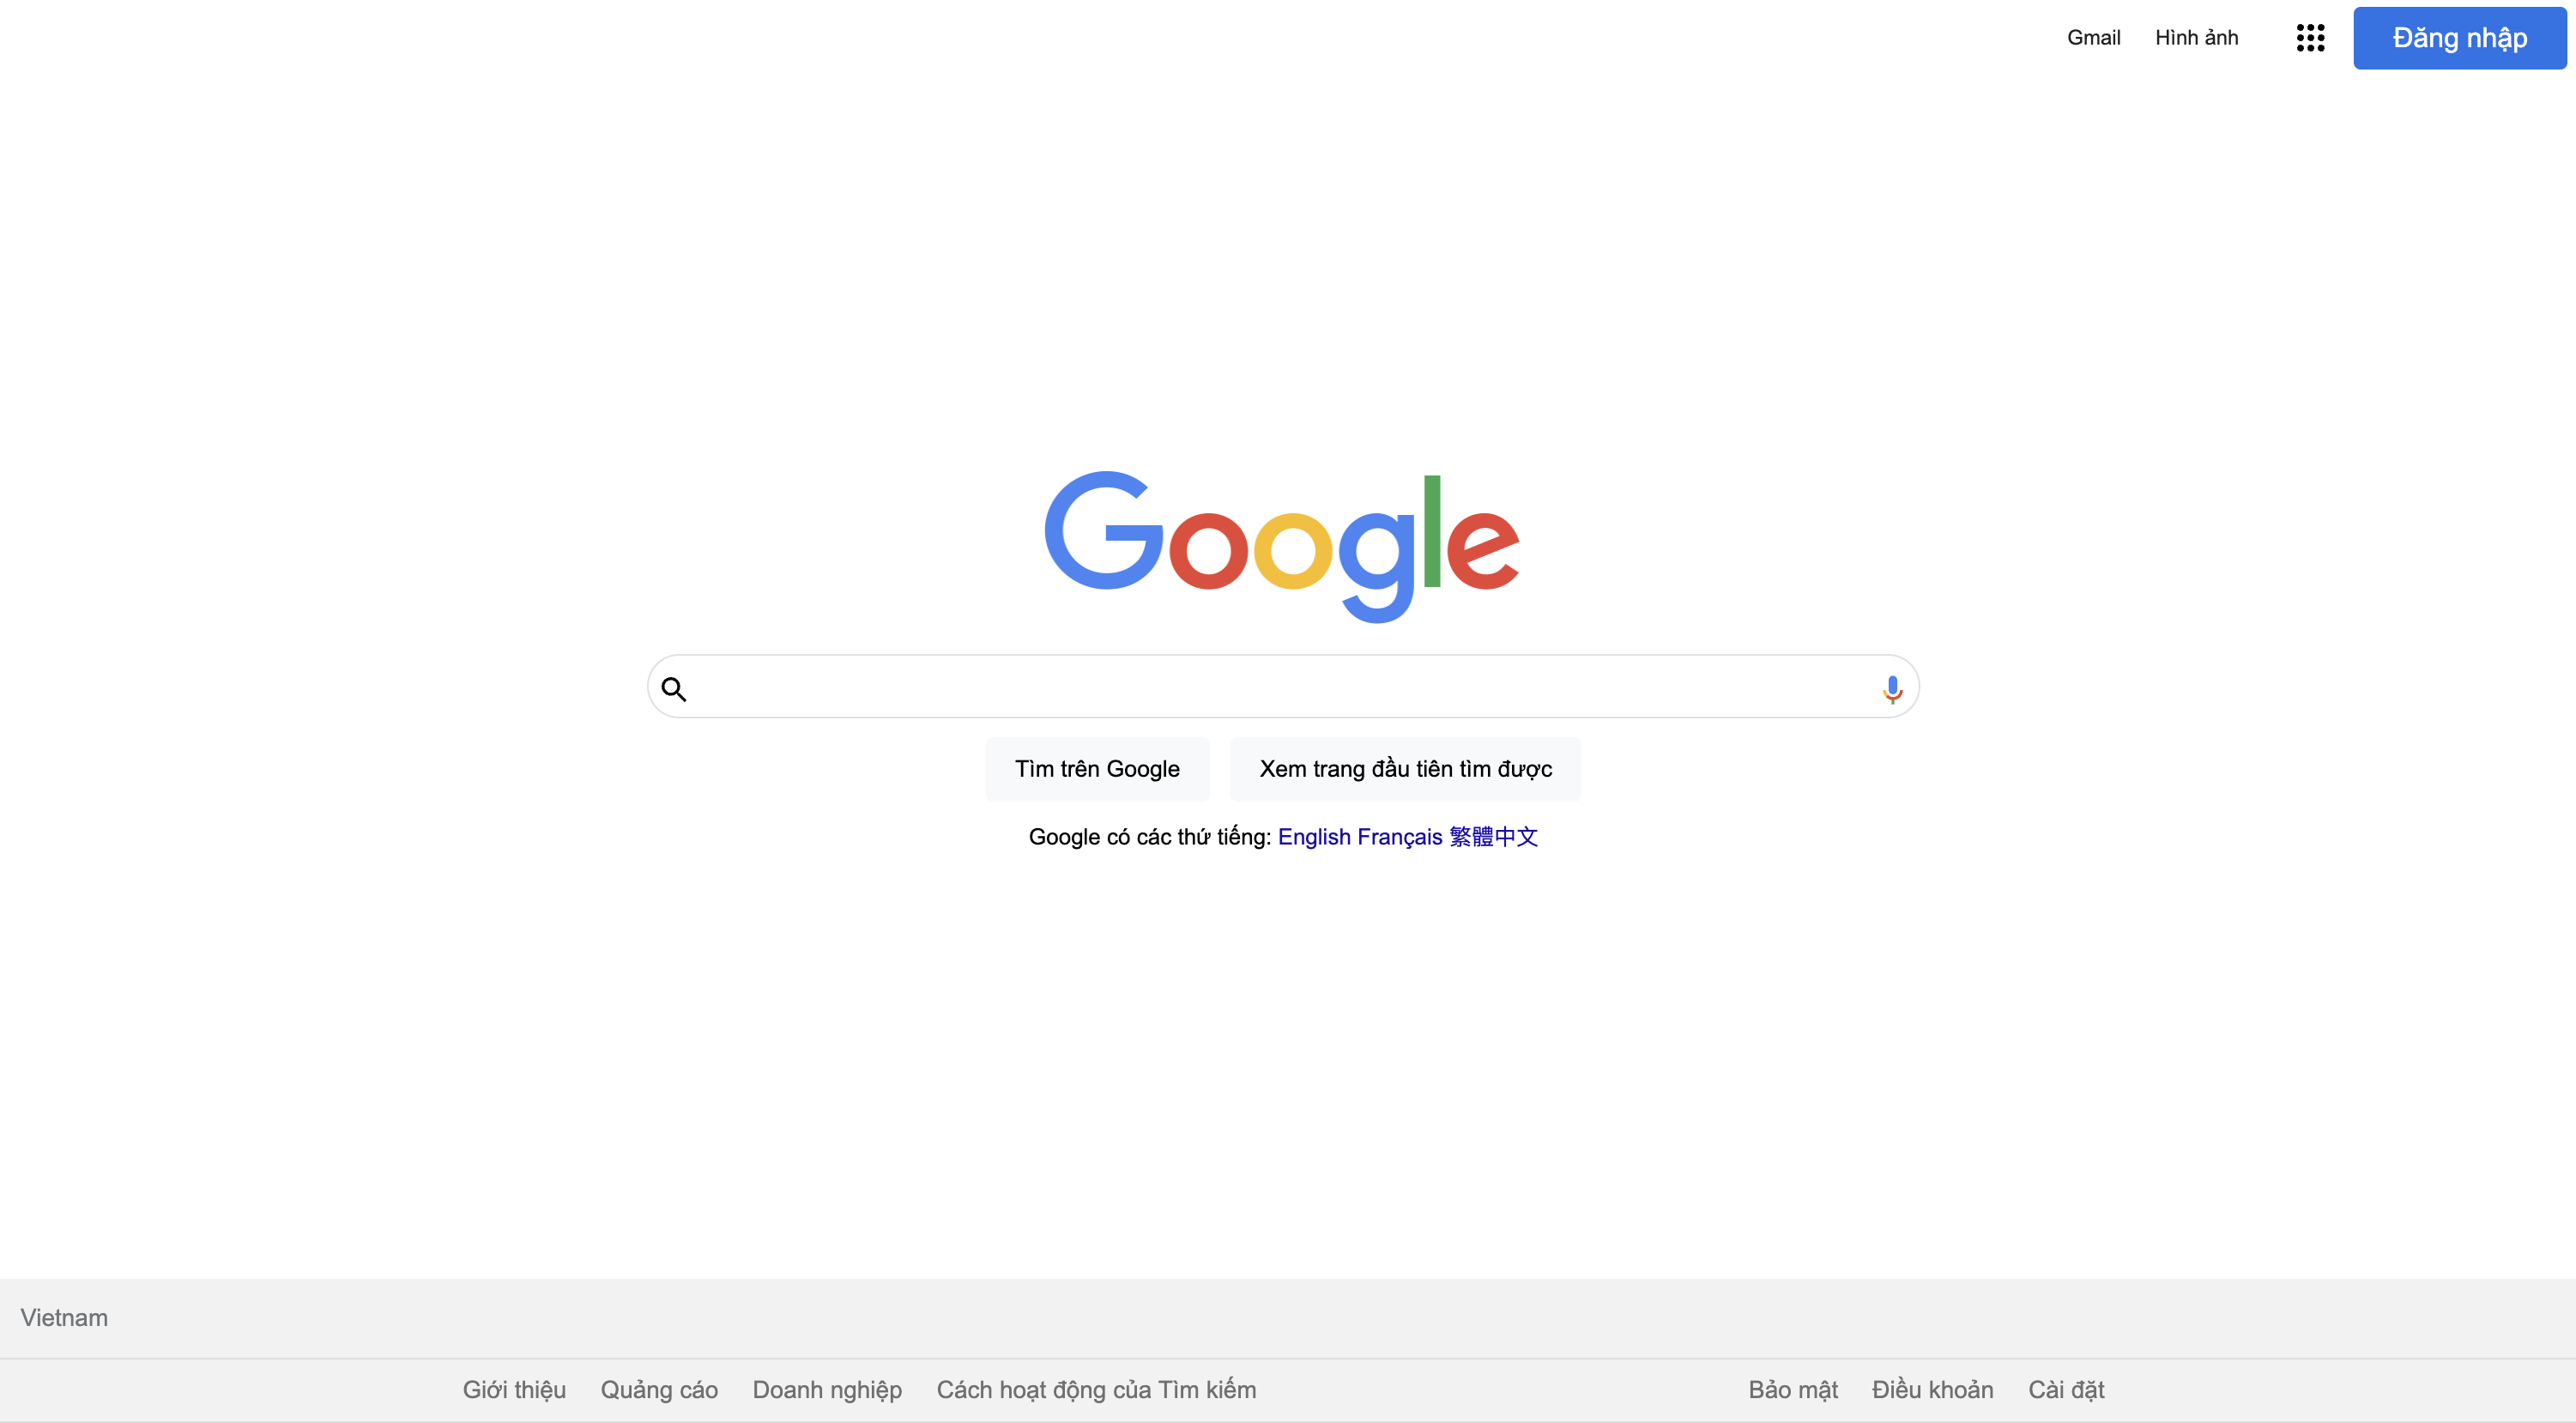 Gmail Hình ảnh Đăng nhập
Google
Tìm trên Google Xem trang đầu tiên tìm được
Google có các thứ tiếng: English Français 繁體中文
Vietnam
Giới thiệu Quảng cáo Doanh nghiệp Cách hoạt động của Tìm kiếm Bảo mật Điều khoản Cài đặt